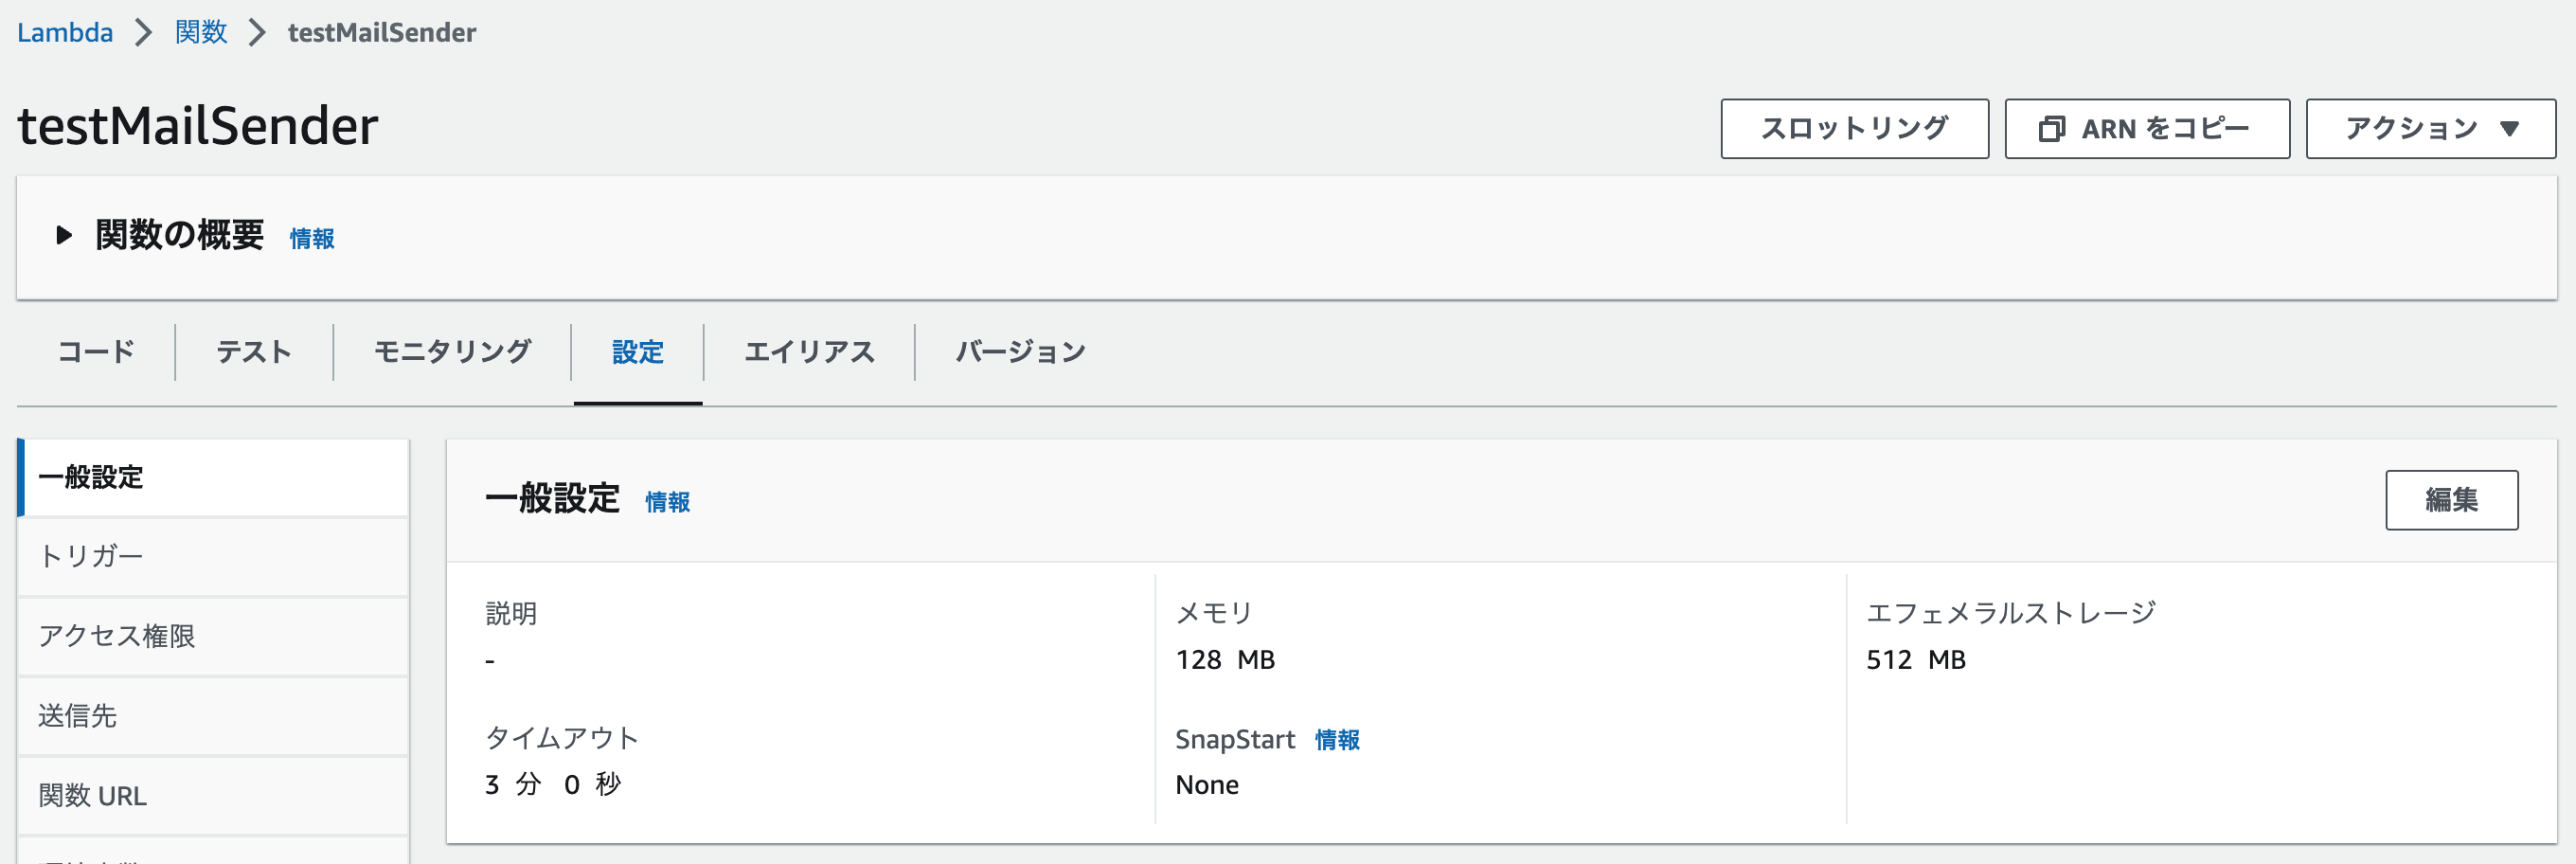 Lambda 関数 testMailSender
testMailSender
スロットリング ARN をコピー アクション
関数の概要 情報
コード テスト モニタリング 設定 エイリアス バージョン
一般設定
トリガー
アクセス権限
送信先
関数 URL
一般設定 情報 編集
説明 メモリ エフェメラルストレージ
- 128 MB 512 MB
タイムアウト SnapStart 情報
3 分 0 秒 None